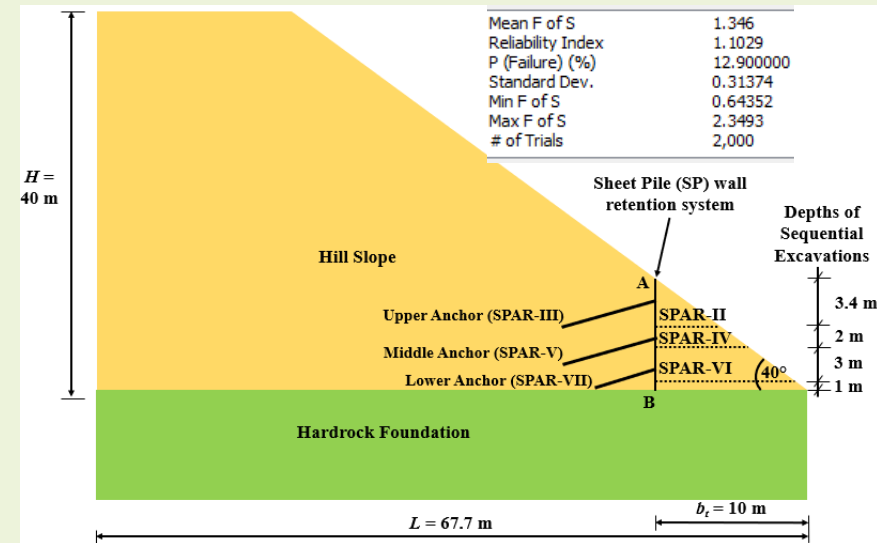 Mean F of S 1.346
Reliability Index 1.1029
P (Failure) (%) 12.900000
Standard Dev. 0.31374
Min F of S 0.64352
Max F of S 2.3493
# of Trials 2,000
H =
40 m
Sheet Pile (SP) wall
retention system
Depths of
Sequential
Excavations
Hill Slope
A
3.4 m
Upper Anchor (SPAR-III)
SPAR-II
2 m
SPAR-IV
Middle Anchor (SPAR-V)
3 m
SPAR-VI
40°
Lower Anchor (SPAR-VII)
1 m
B
Hardrock Foundation
bt = 10 m
L = 67.7 m